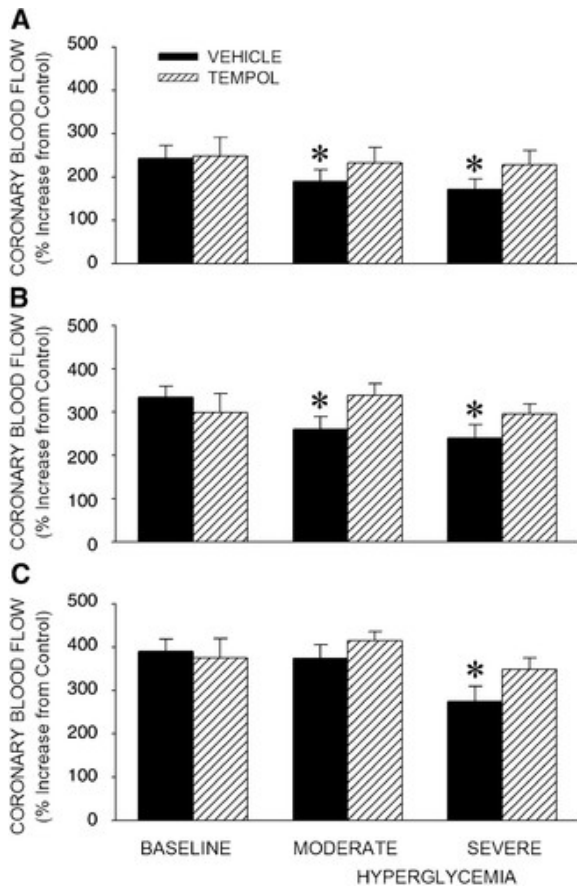 A
CORONARY BLOOD FLOW
(% Increase from Control)
500
400
300
200
100
0
VEHICLE
TEMPOL
*
*
B
CORONARY BLOOD FLOW
(% Increase from Control)
500
400
300
200
100
0
*
*
C
CORONARY BLOOD FLOW
(% Increase from Control)
500
400
300
200
100
0
*
BASELINE MODERATE SEVERE
HYPERGLYCEMIA